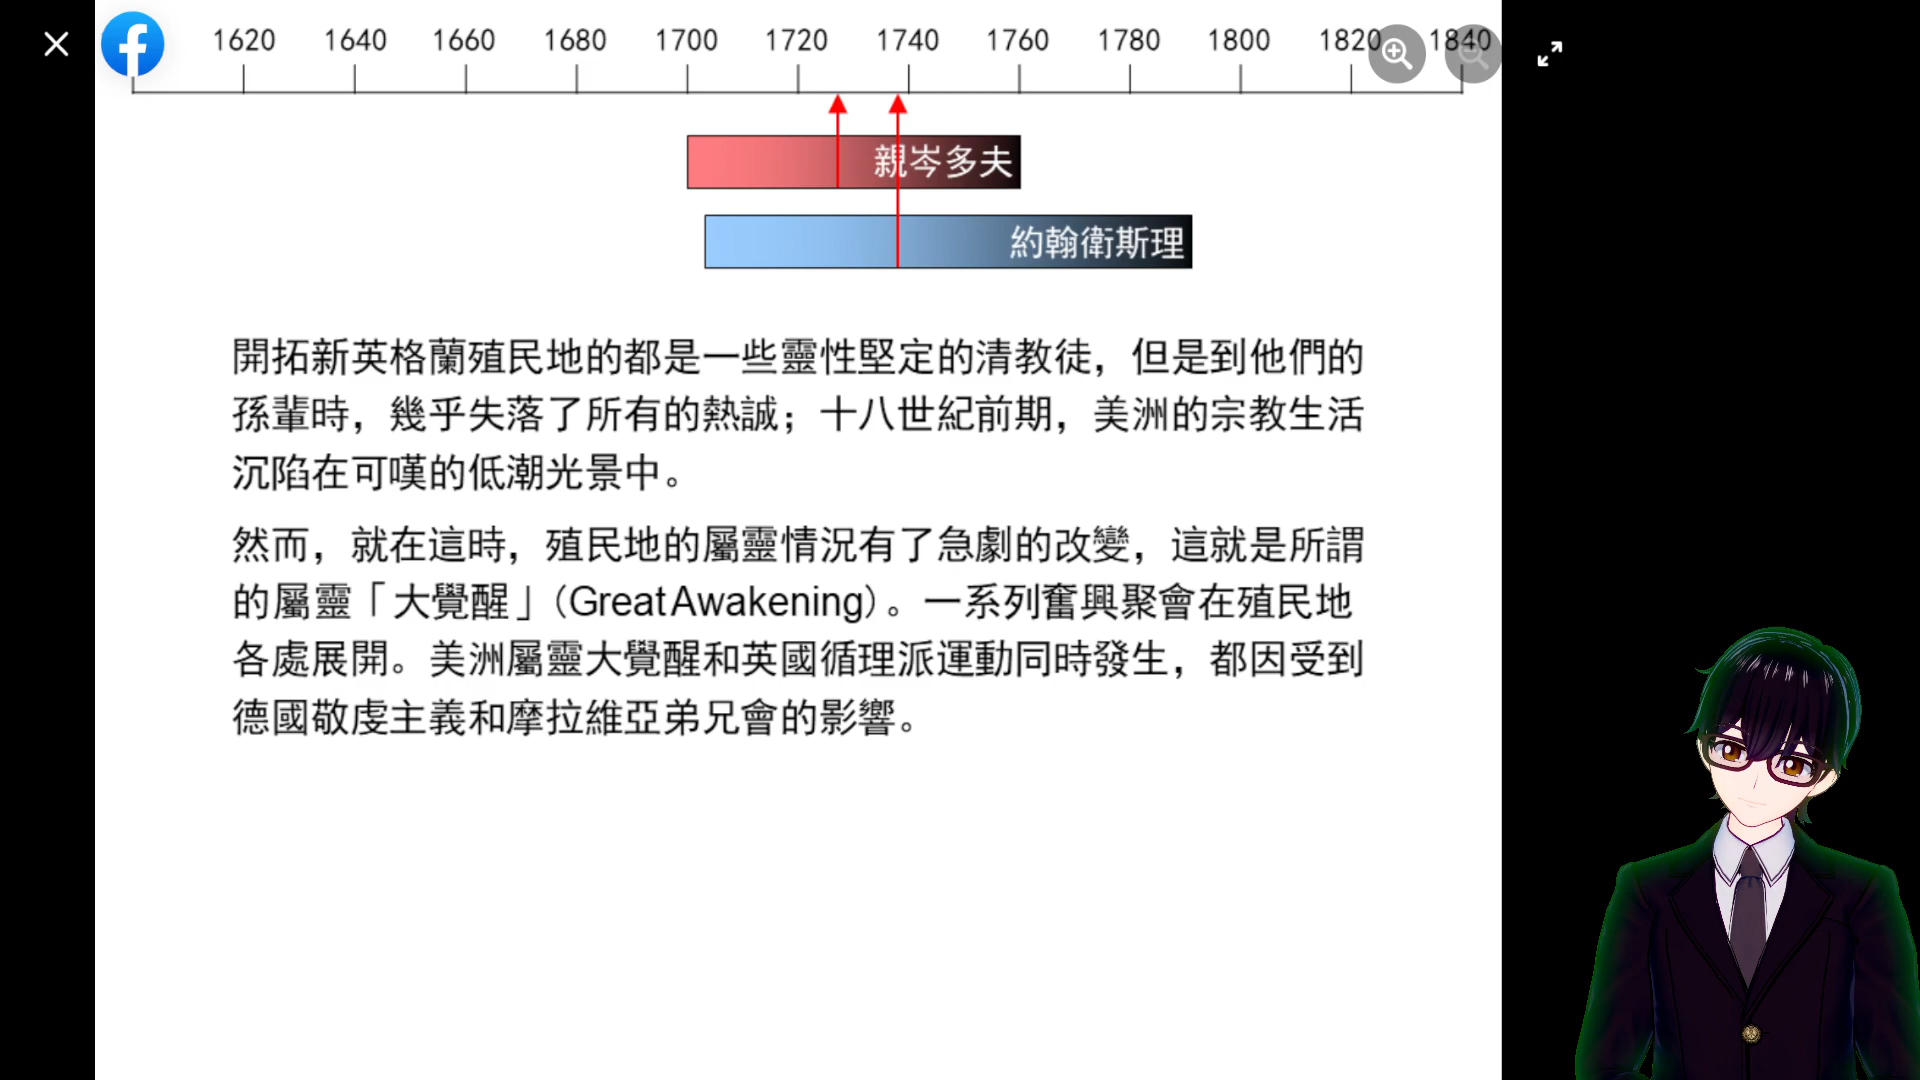 1620 1640 1660 1680 1700 1720 1740 1760 1780 1800 1820 1840
親岑多夫
約翰衛斯理
開拓新英格蘭殖民地的都是一些靈性堅定的清教徒，但是到他們的
孫輩時，幾乎失落了所有的熱誠；十八世紀前期，美洲的宗教生活
沉陷在可嘆的低潮光景中。
然而，就在這時，殖民地的屬靈情況有了急劇的改變，這就是所謂
的屬靈「大覺醒」（Great Awakening）。一系列奮興聚會在殖民地
各處展開。美洲屬靈大覺醒和英國循理派運動同時發生，都因受到
德國敬虔主義和摩拉維亞弟兄會的影響。